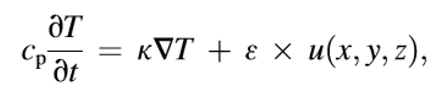 c_p ∂T/∂t = κ∇T + ε × u(x, y, z),